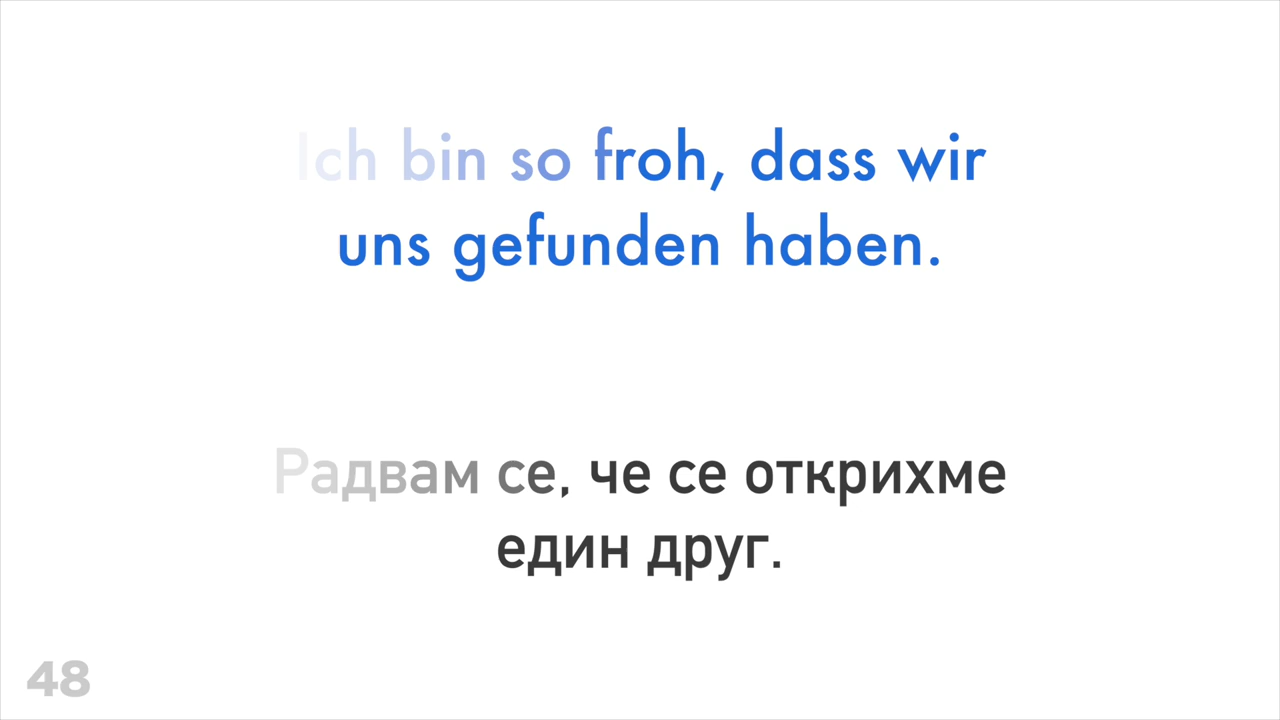 Ich bin so froh, dass wir
uns gefunden haben.
Радвам се, че се открихме
един друг.
48